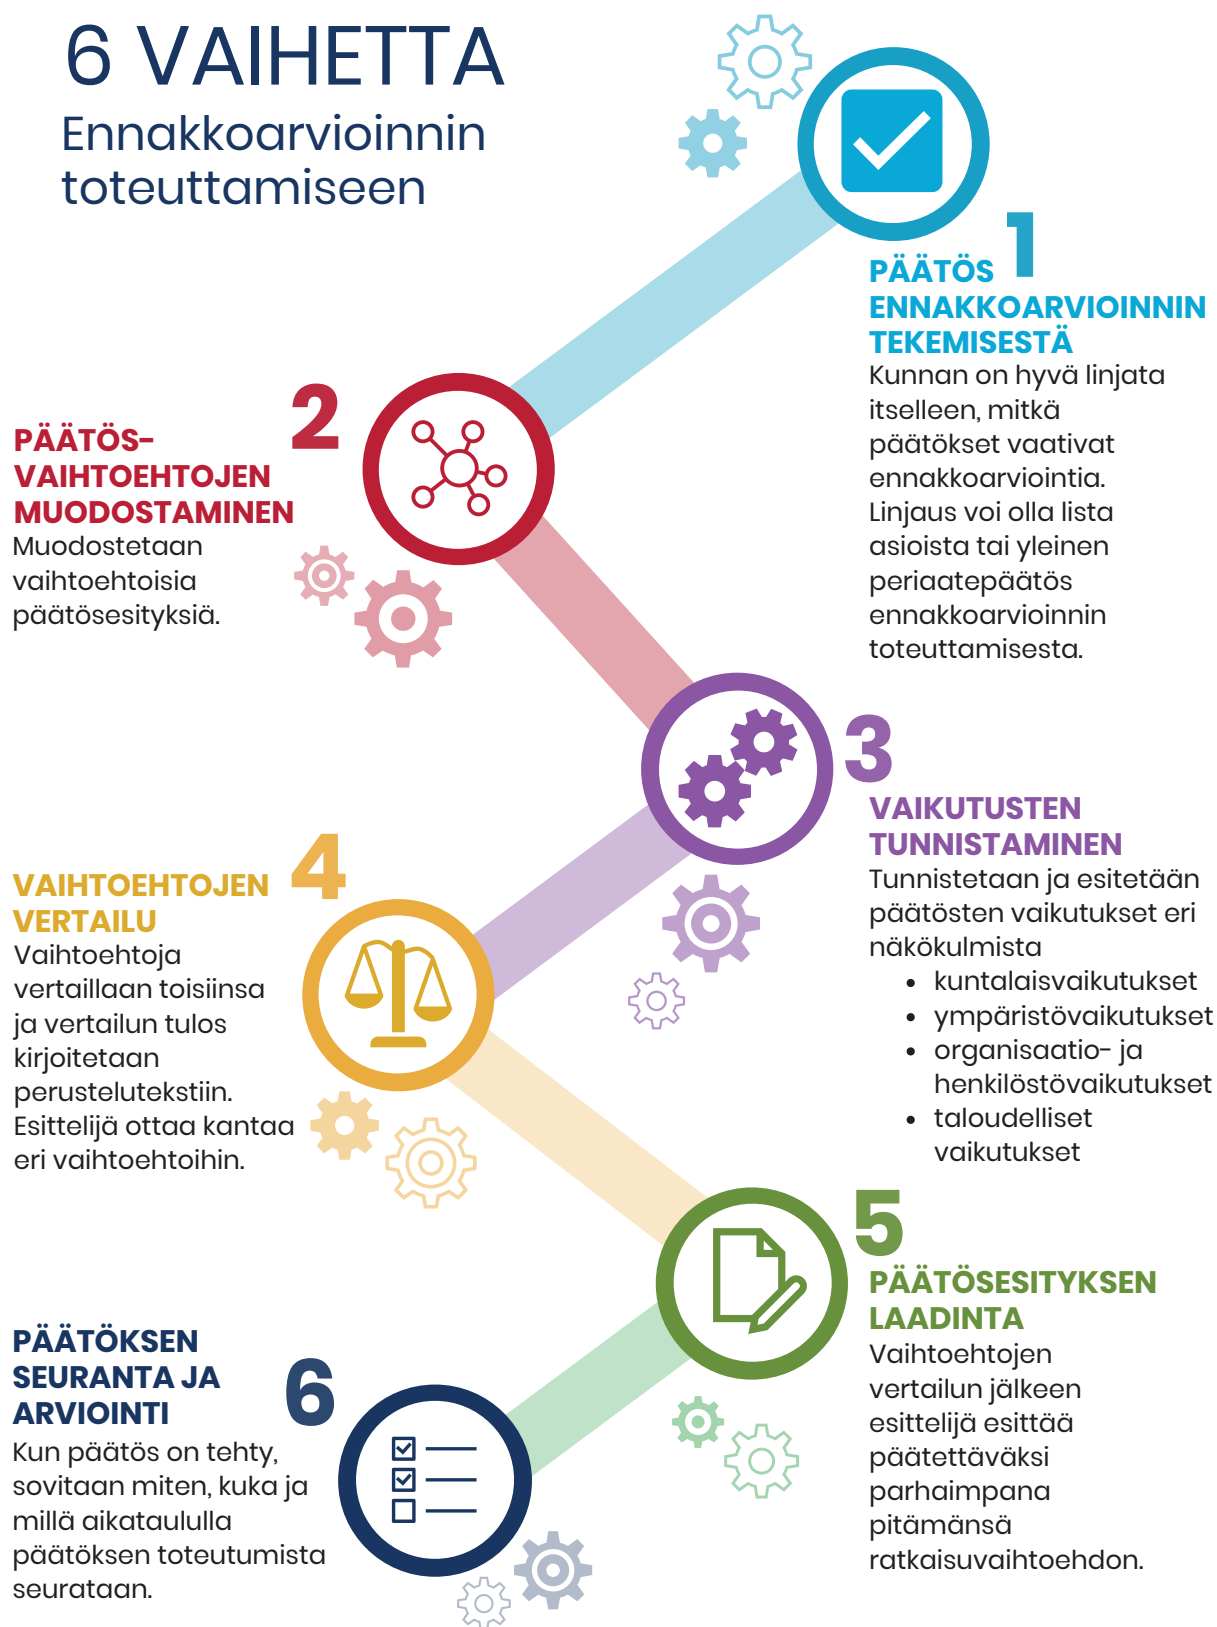 6 VAIHETTA
Ennakkoarvioinnin
toteuttamiseen
1
PÄÄTÖS
ENNAKKOARVIOINNIN
TEKEMISESTÄ
Kunnan on hyvä linjata
itselleen, mitkä
päätökset vaativat
ennakkoarviointia.
Linjaus voi olla lista
asioista tai yleinen
periaatepäätös
ennakkoarvioinnin
toteuttamisesta.
2
PÄÄTÖS-
VAIHTOEHTOJEN
MUODOSTAMINEN
Muodostetaan
vaihtoehtoisia
päätösesityksiä.
3
VAIKUTUSTEN
TUNNISTAMINEN
Tunnistetaan ja esitetään
päätösten vaikutukset eri
näkökulmista
• kuntalaisvaikutukset
• ympäristövaikutukset
• organisaatio- ja
henkilöstövaikutukset
• taloudelliset
vaikutukset
4
VAIHTOEHTOJEN
VERTAILU
Vaihtoehtoja
vertaillaan toisiinsa
ja vertailun tulos
kirjoitetaan
perustelutekstiin.
Esittelijä ottaa kantaa
eri vaihtoehtoihin.
5
PÄÄTÖSESITYKSEN
LAADINTA
Vaihtoehtojen
vertailun jälkeen
esittelijä esittää
päätettäväksi
parhaimpana
pitämänsä
ratkaisuvaihtoehdon.
6
PÄÄTÖKSEN
SEURANTA JA
ARVIOINTI
Kun päätös on tehty,
sovitaan miten, kuka ja
millä aikataululla
päätöksen toteutumista
seurataan.